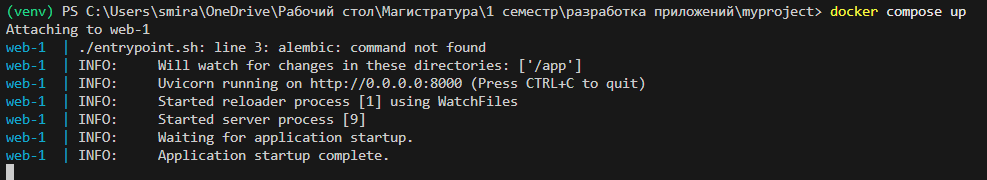 (venv) PS C:\Users\smira\OneDrive\Рабочий стол\Магистратура\1 семестр\разработка приложений\myproject> docker compose up
Attaching to web-1
web-1  | ./entrypoint.sh: line 3: alembic: command not found
web-1  | INFO:     Will watch for changes in these directories: ['/app']
web-1  | INFO:     Uvicorn running on http://0.0.0.0:8000 (Press CTRL+C to quit)
web-1  | INFO:     Started reloader process [1] using WatchFiles
web-1  | INFO:     Started server process [9]
web-1  | INFO:     Waiting for application startup.
web-1  | INFO:     Application startup complete.